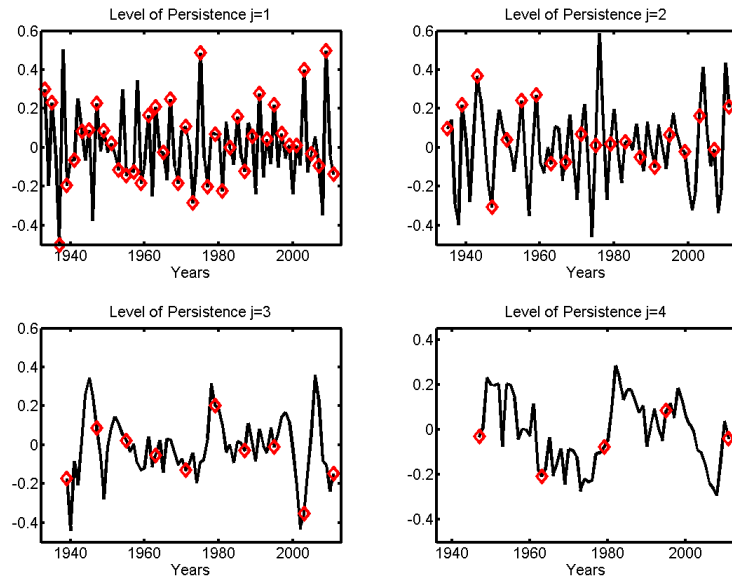 Level of Persistence j=1
0.6
0.4
0.2
0
-0.2
-0.4
1940 1960 1980 2000
Years
Level of Persistence j=2
0.6
0.4
0.2
0
-0.2
-0.4
1940 1960 1980 2000
Years
Level of Persistence j=3
0.6
0.4
0.2
0
-0.2
-0.4
1940 1960 1980 2000
Years
Level of Persistence j=4
0.4
0.2
0
-0.2
-0.4
1940 1960 1980 2000
Years